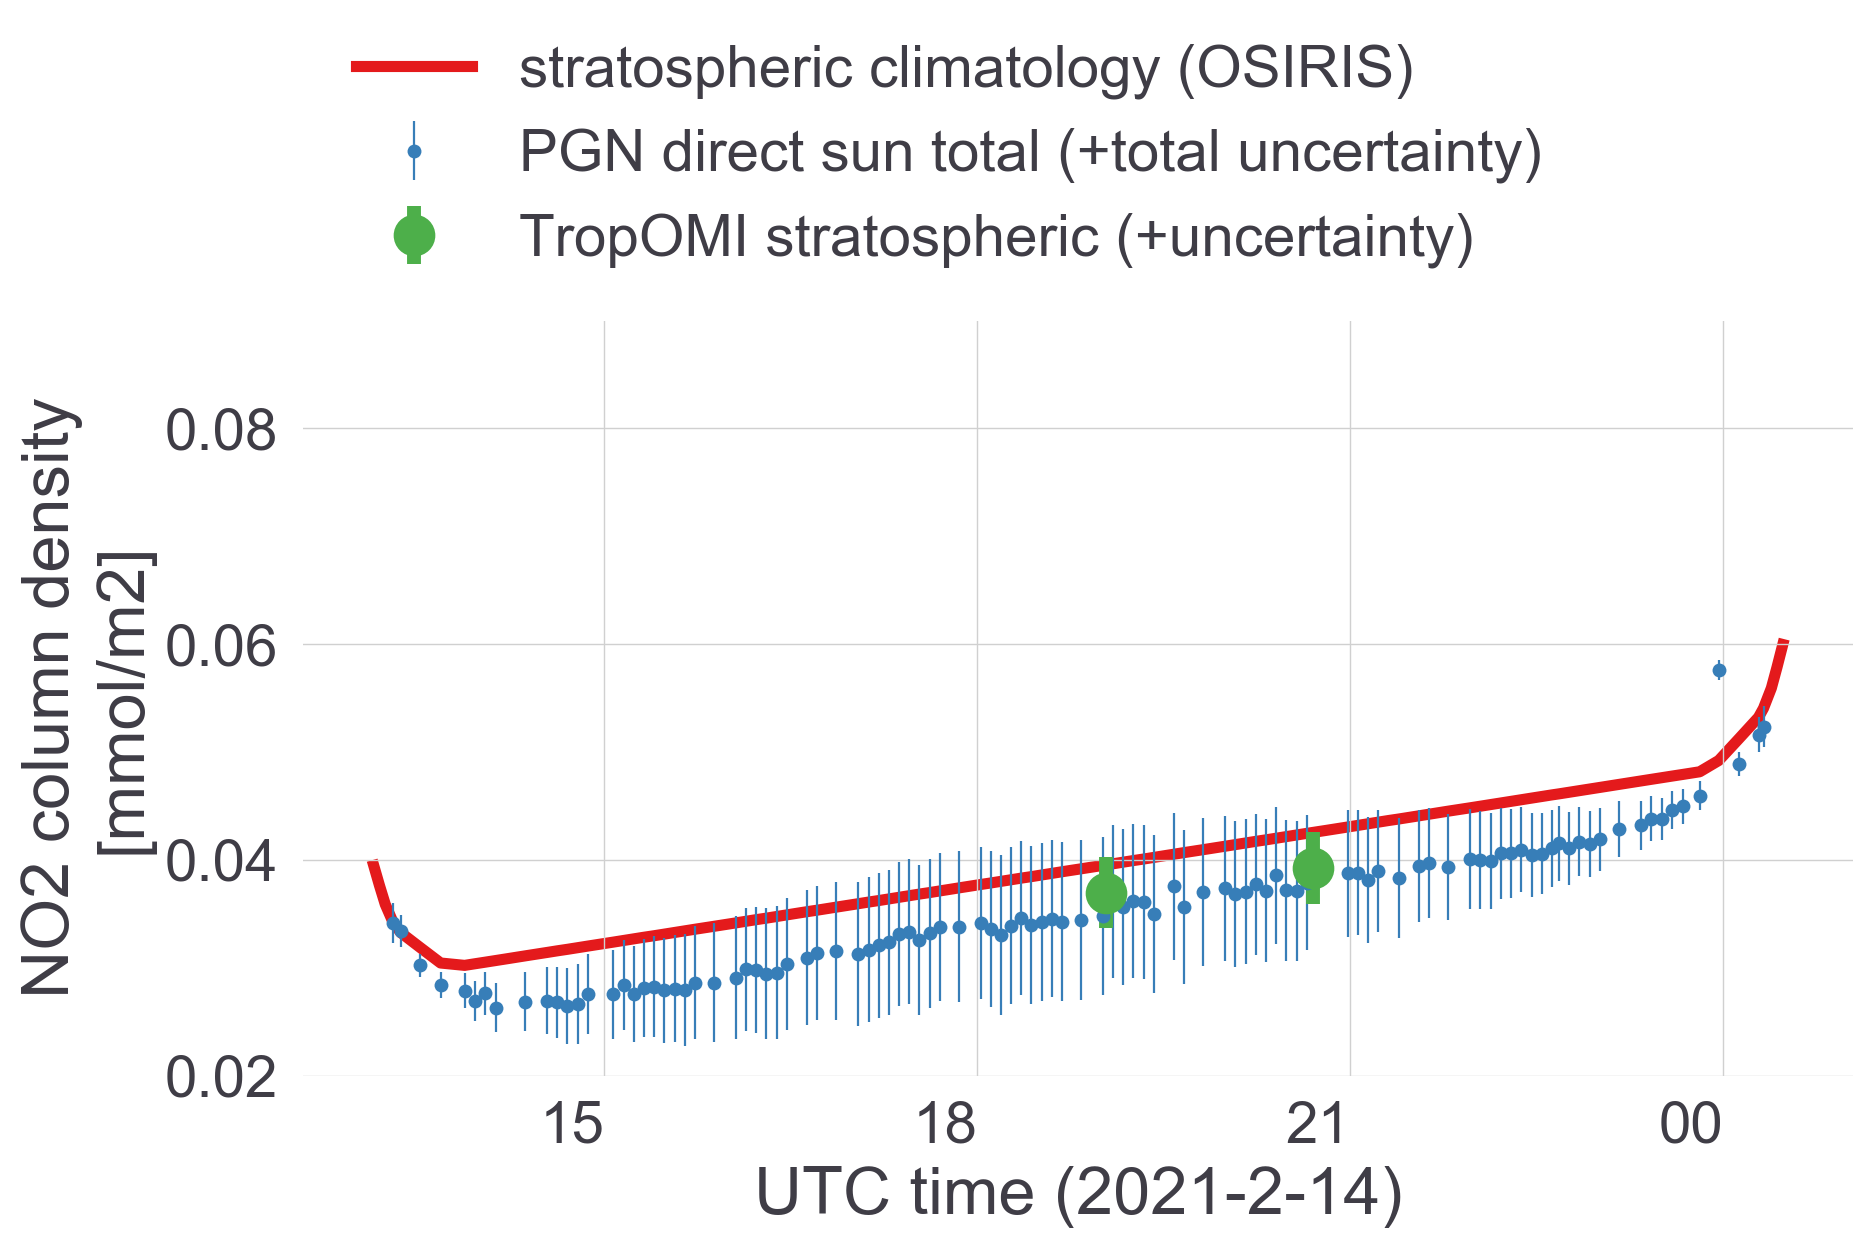 stratospheric climatology (OSIRIS)
PGN direct sun total (+total uncertainty)
TropOMI stratospheric (+uncertainty)
NO2 column density
[mmol/m2]
0.08
0.06
0.04
0.02
15 18 21 00
UTC time (2021-2-14)